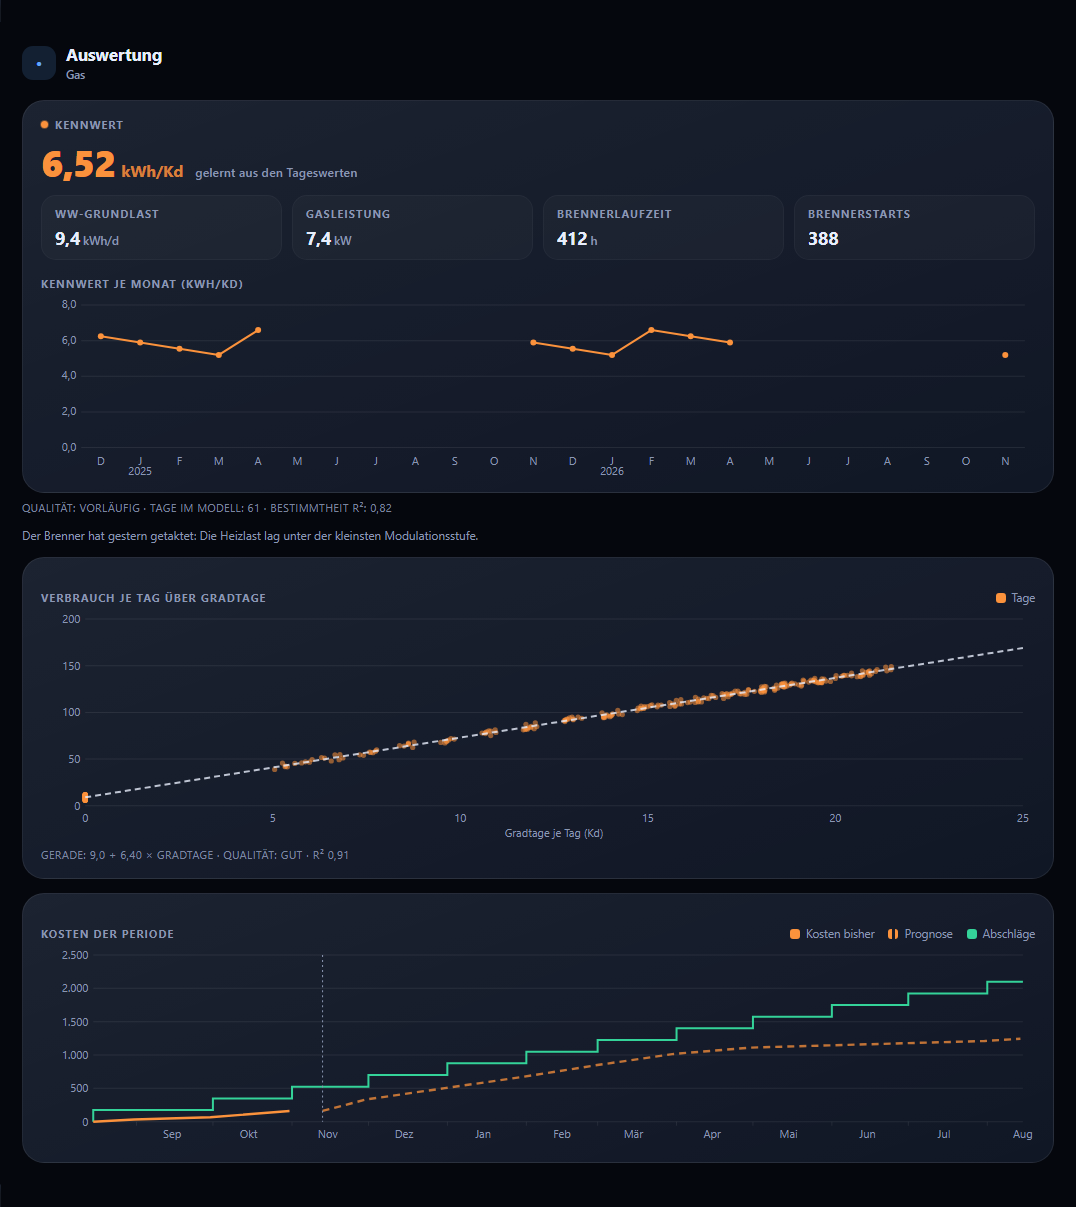 Auswertung
Gas
KENNWERT
6,52 kWh/Kd gelernt aus den Tageswerten
WW-GRUNDLAST GASLEISTUNG BRENNERLAUFZEIT BRENNERSTARTS
9,4 kWh/d 7,4 kW 412 h 388
KENNWERT JE MONAT (KWH/KD)
8,0
6,0
4,0
2,0
0,0
D J F M A M J J A S O N D J F M A M J J A S O N
2025 2026
QUALITÄT: VORLÄUFIG · TAGE IM MODELL: 61 · BESTIMMTHEIT R²: 0,82
Der Brenner hat gestern getaktet: Die Heizlast lag unter der kleinsten Modulationsstufe.
VERBRAUCH JE TAG ÜBER GRADTAGE Tage
200
150
100
50
0
0 5 10 15 20 25
Gradtage je Tag (Kd)
GERADE: 9,0 + 6,40 × GRADTAGE · QUALITÄT: GUT · R² 0,91
KOSTEN DER PERIODE Kosten bisher Prognose Abschläge
2.500
2.000
1.500
1.000
500
0
Sep Okt Nov Dez Jan Feb Mär Apr Mai Jun Jul Aug